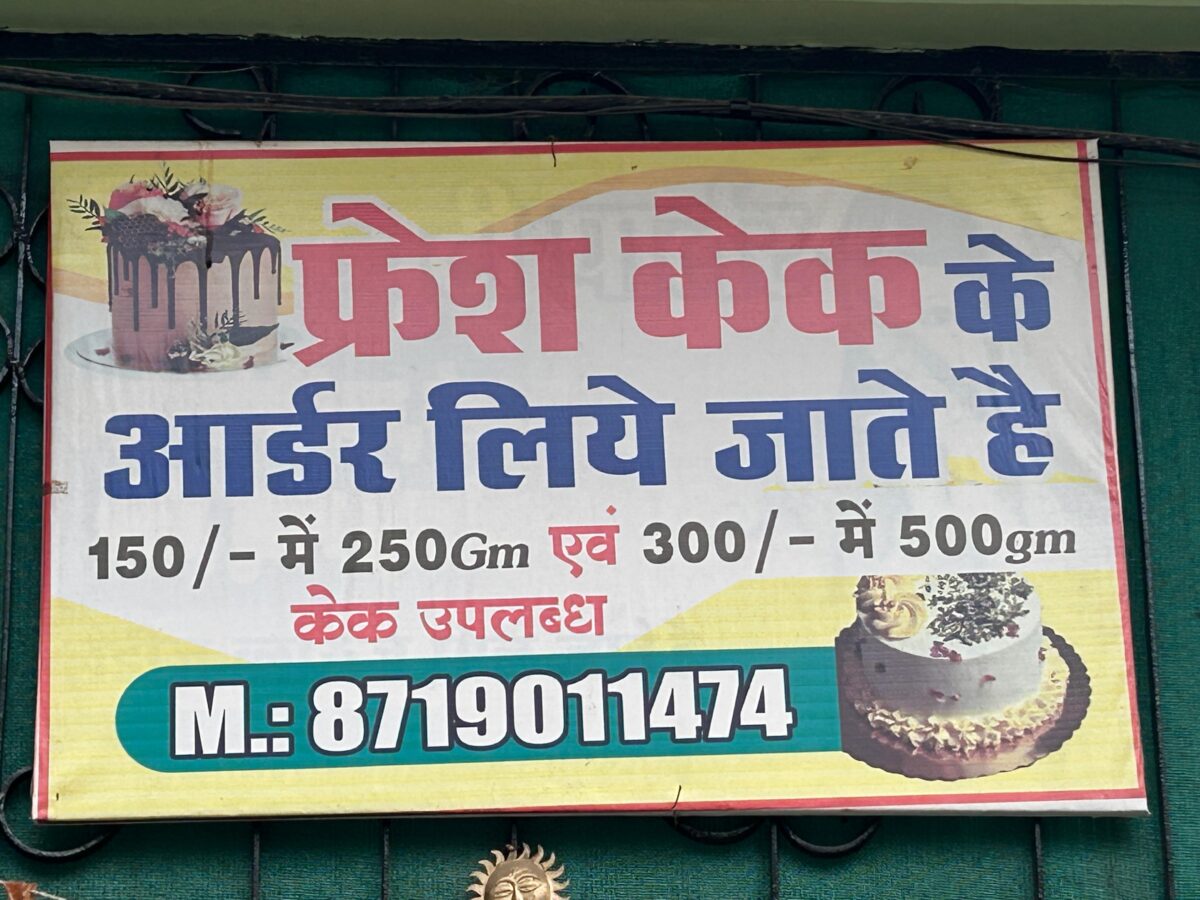 फ्रेश केक के
आर्डर लिये जाते है
150/- में 250Gm एवं 300/- में 500gm
केक उपलब्ध
M.: 8719011474